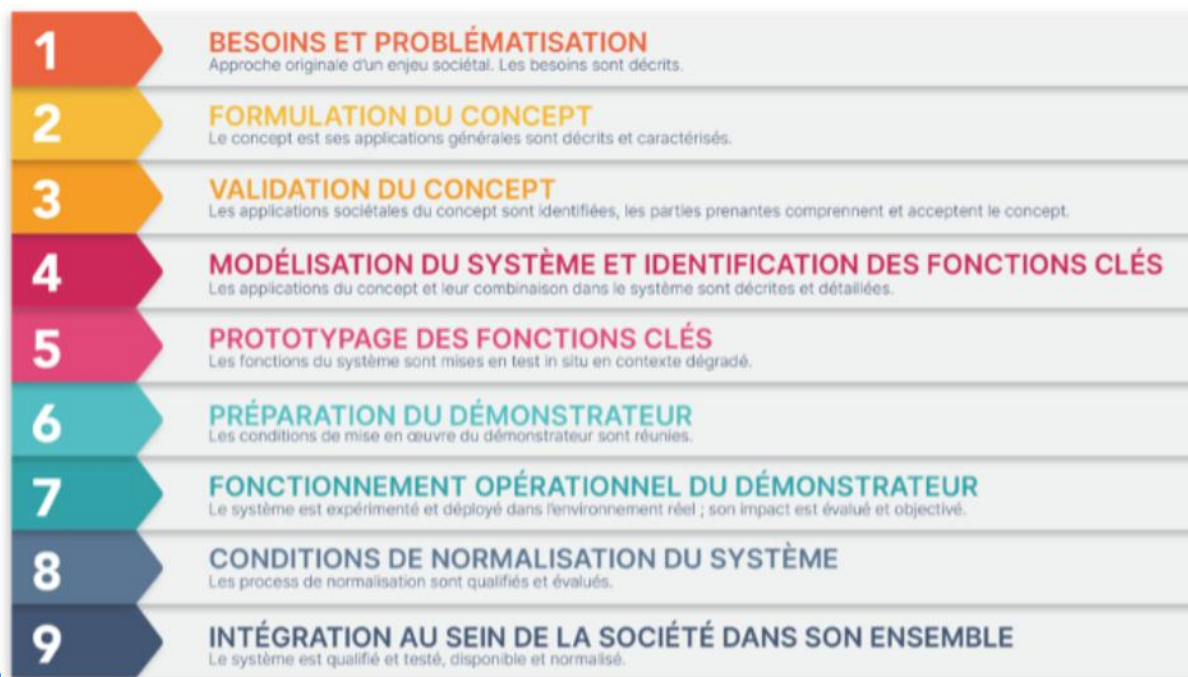 1
BESOINS ET PROBLÉMATISATION
Approche originale d'un enjeu sociétal. Les besoins sont décrits.
2
FORMULATION DU CONCEPT
Le concept est ses applications générales sont décrits et caractérisés.
3
VALIDATION DU CONCEPT
Les applications sociétales du concept sont identifiées, les parties prenantes comprennent et acceptent le concept.
4
MODÉLISATION DU SYSTÈME ET IDENTIFICATION DES FONCTIONS CLÉS
Les applications du concept et leur combinaison dans le système sont décrites et détaillées.
5
PROTOTYPAGE DES FONCTIONS CLÉS
Les fonctions du système sont mises en test in situ en contexte dégradé.
6
PRÉPARATION DU DÉMONSTRATEUR
Les conditions de mise en œuvre du démonstrateur sont réunies.
7
FONCTIONNEMENT OPÉRATIONNEL DU DÉMONSTRATEUR
Le système est expérimenté et déployé dans l'environnement réel ; son impact est évalué et objectivé.
8
CONDITIONS DE NORMALISATION DU SYSTÈME
Les process de normalisation sont qualifiés et évalués.
9
INTÉGRATION AU SEIN DE LA SOCIÉTÉ DANS SON ENSEMBLE
Le système est qualifié et testé, disponible et normalisé.